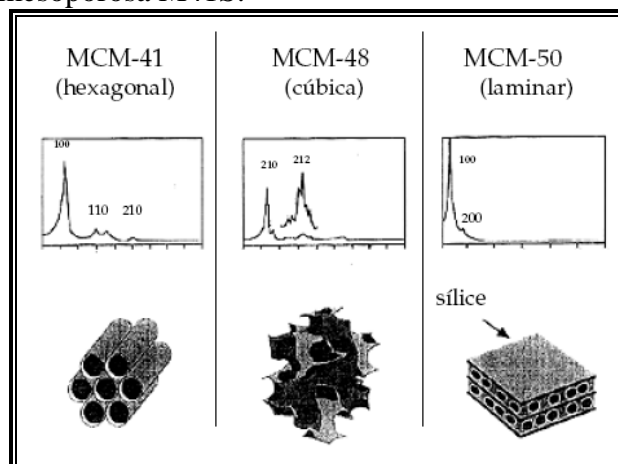 mesoporosa M41S.
MCM-41
(hexagonal)
MCM-48
(cúbica)
MCM-50
(laminar)
100
110 210
210 212
100
200
sílice